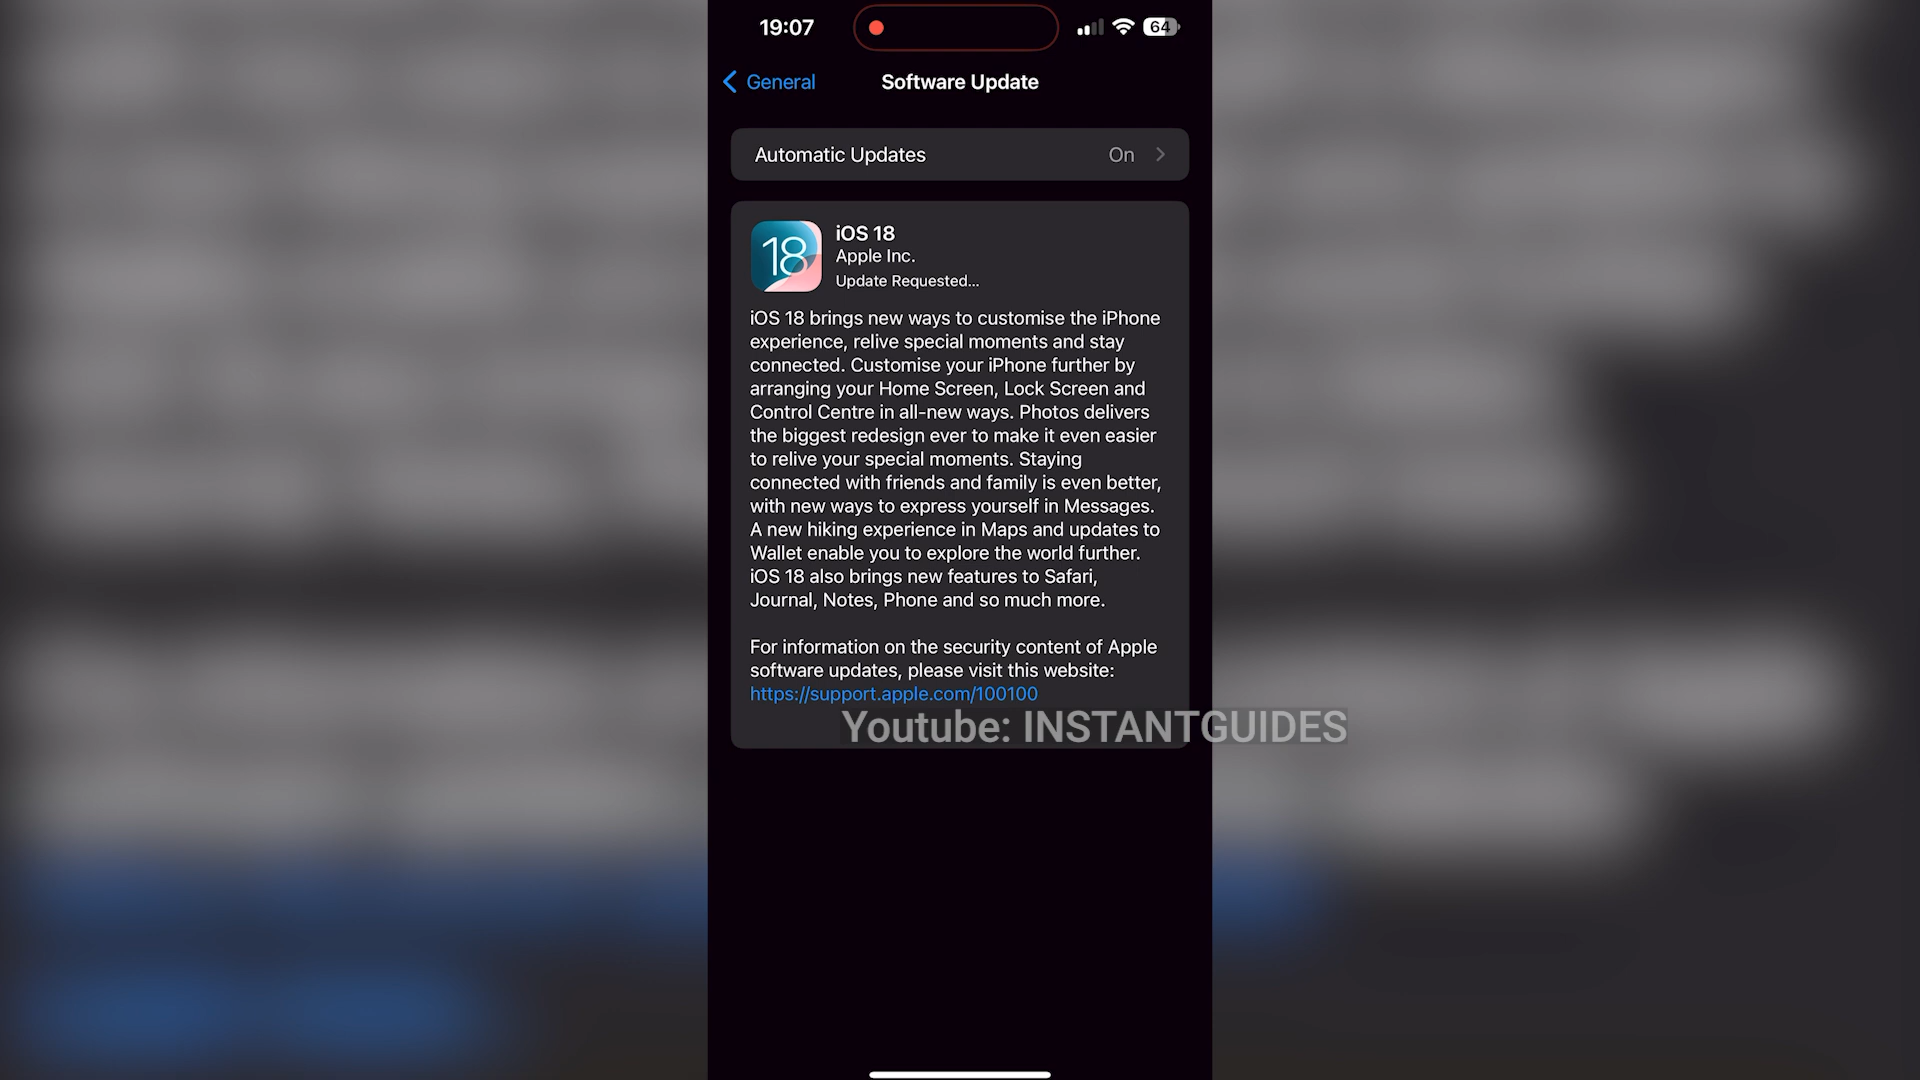 19:07
64
General
Software Update
Automatic Updates
On
18
iOS 18
Apple Inc.
Update Requested...
iOS 18 brings new ways to customise the iPhone
experience, relive special moments and stay
connected. Customise your iPhone further by
arranging your Home Screen, Lock Screen and
Control Centre in all-new ways. Photos delivers
the biggest redesign ever to make it even easier
to relive your special moments. Staying
connected with friends and family is even better,
with new ways to express yourself in Messages.
A new hiking experience in Maps and updates to
Wallet enable you to explore the world further.
iOS 18 also brings new features to Safari,
Journal, Notes, Phone and so much more.
For information on the security content of Apple
software updates, please visit this website:
https://support.apple.com/100100
Youtube: INSTANTGUIDES